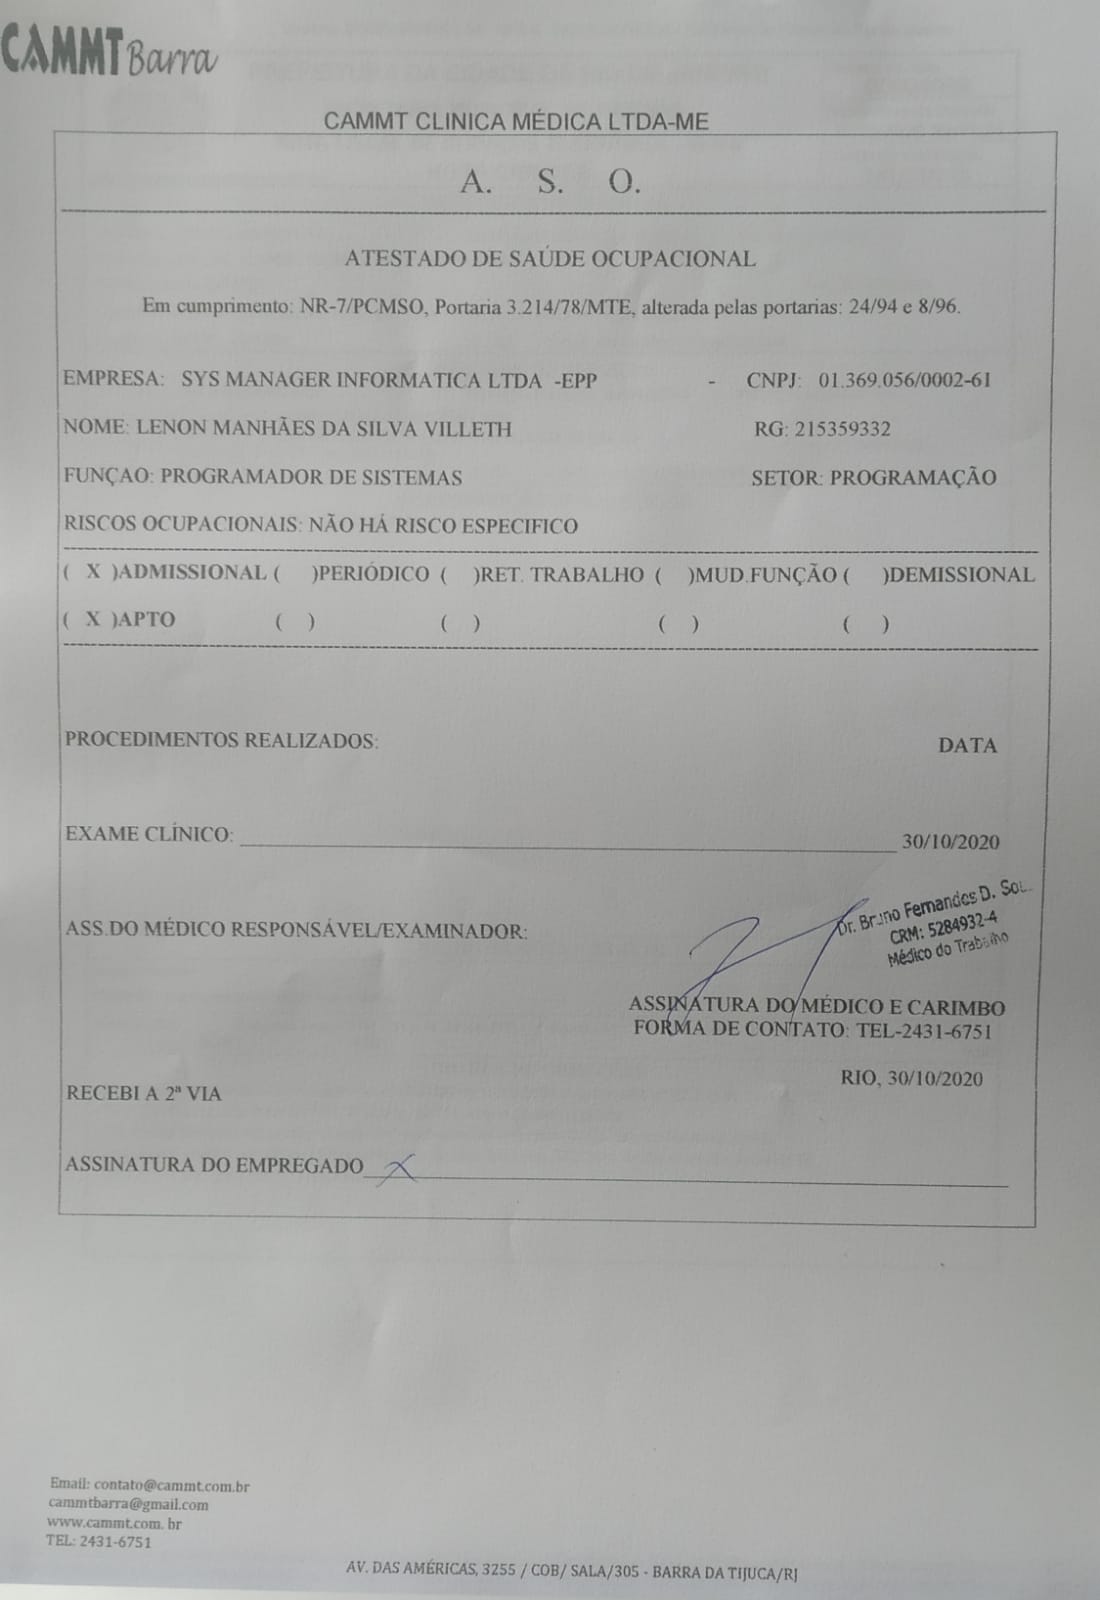 CAMMT Barra
CAMMT CLINICA MÉDICA LTDA-ME
A. S. O.
ATESTADO DE SAÚDE OCUPACIONAL
Em cumprimento: NR-7/PCMSO, Portaria 3.214/78/MTE, alterada pelas portarias: 24/94 e 8/96.
EMPRESA: SYS MANAGER INFORMATICA LTDA -EPP - CNPJ: 01.369.056/0002-61
NOME: LENON MANHÃES DA SILVA VILLETH RG: 215359332
FUNÇAO: PROGRAMADOR DE SISTEMAS SETOR: PROGRAMAÇÃO
RISCOS OCUPACIONAIS: NÃO HÁ RISCO ESPECIFICO
( X )ADMISSIONAL ( )PERIÓDICO ( )RET. TRABALHO ( )MUD.FUNÇÃO ( )DEMISSIONAL
( X )APTO ( ) ( ) ( ) ( )
PROCEDIMENTOS REALIZADOS: DATA
EXAME CLÍNICO: 30/10/2020
Dr. Bruno Fernandes D.
CRM: 5284932-4
Médico do Trabalho
ASS.DO MÉDICO RESPONSÁVEL/EXAMINADOR:
ASSINATURA DO MÉDICO E CARIMBO
FORMA DE CONTATO: TEL-2431-6751
RIO, 30/10/2020
RECEBI A 2ª VIA
ASSINATURA DO EMPREGADO X
Email: contato@cammt.com.br
cammtbarra@gmail.com
www.cammt.com. br
TEL: 2431-6751
AV. DAS AMÉRICAS, 3255 / COB/ SALA/305 - BARRA DA TIJUCA/RJ